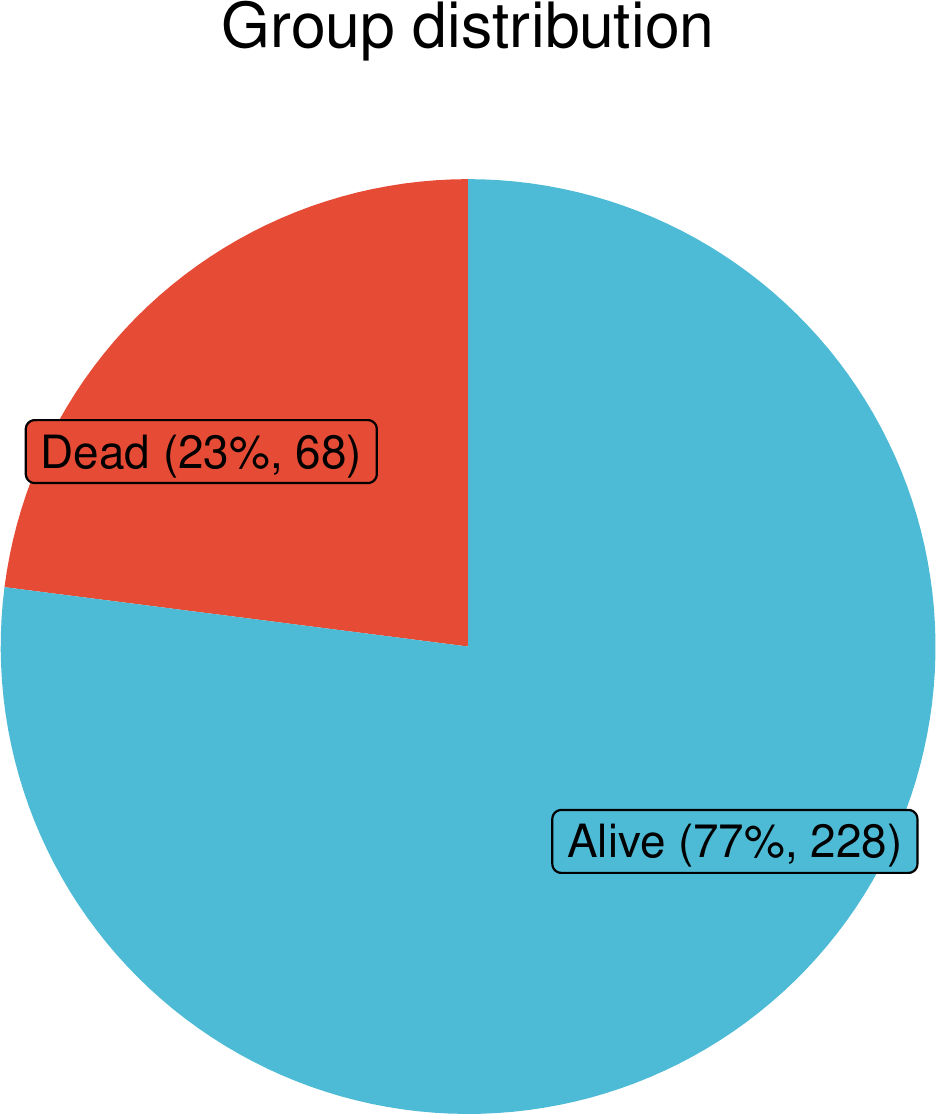 Group distribution
Dead (23%, 68)
Alive (77%, 228)